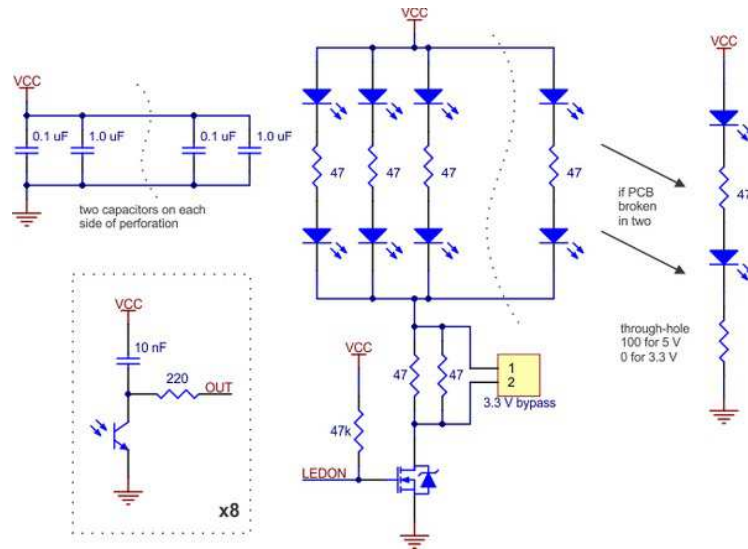 VCC
0.1 uF
1.0 uF
0.1 uF
1.0 uF
two capacitors on each
side of perforation
VCC
10 nF
220
OUT
x8
VCC
47
47
47
47
VCC
47
47
1
2
3.3 V bypass
47k
LEDON
if PCB
broken
in two
through-hole
100 for 5 V
0 for 3.3 V
VCC
47